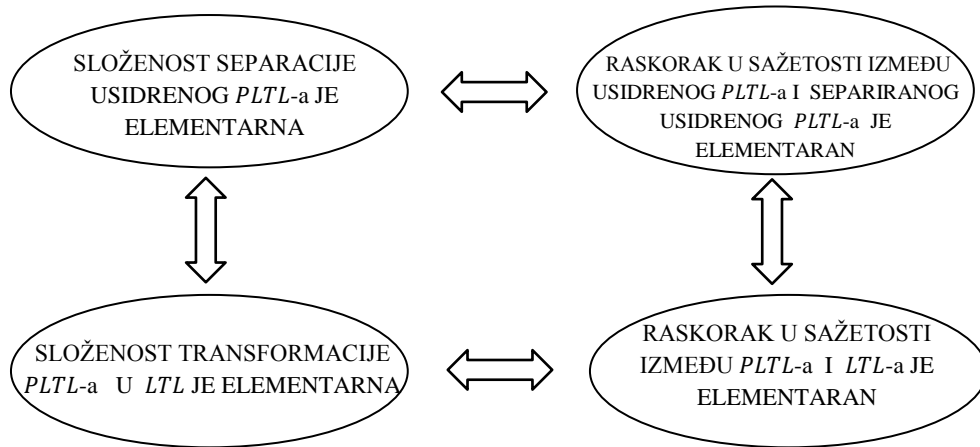 SLOŽENOST SEPARACIJE
USIDRENOG PLTL-a JE
ELEMENTARNA
RASKORAK U SAŽETOSTI IZMEĐU
USIDRENOG PLTL-a I SEPARIRANOG
USIDRENOG PLTL-a JE
ELEMENTARAN
SLOŽENOST TRANSFORMACIJE
PLTL-a U LTL JE ELEMENTARNA
RASKORAK U SAŽETOSTI
IZMEĐU PLTL-a I LTL-a JE
ELEMENTARAN